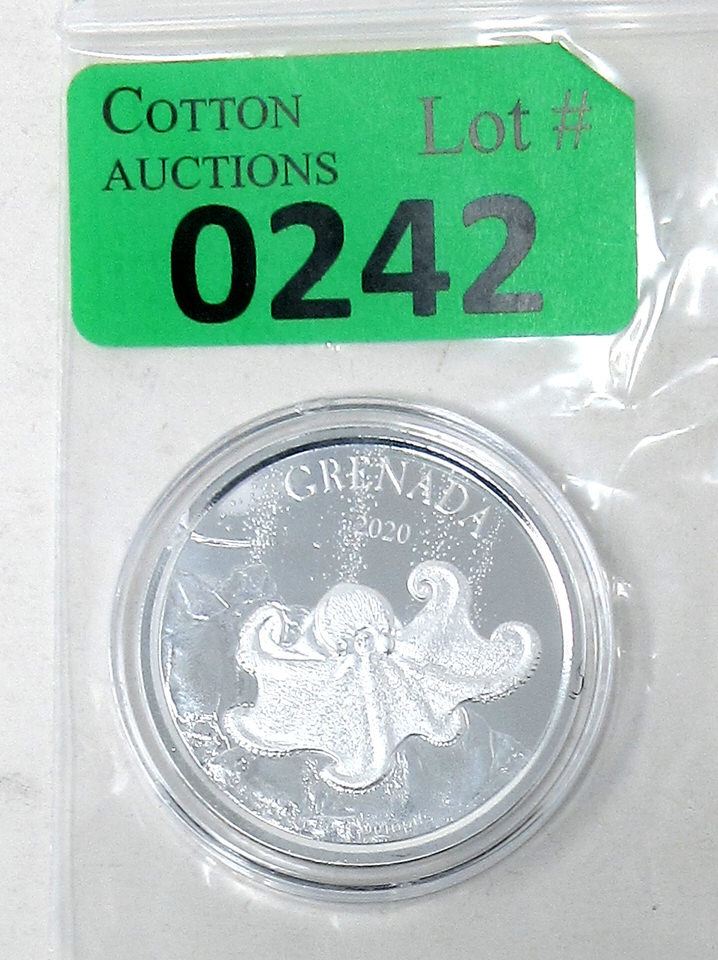 COTTON
AUCTIONS
Lot #
0242
GRENADA
2020